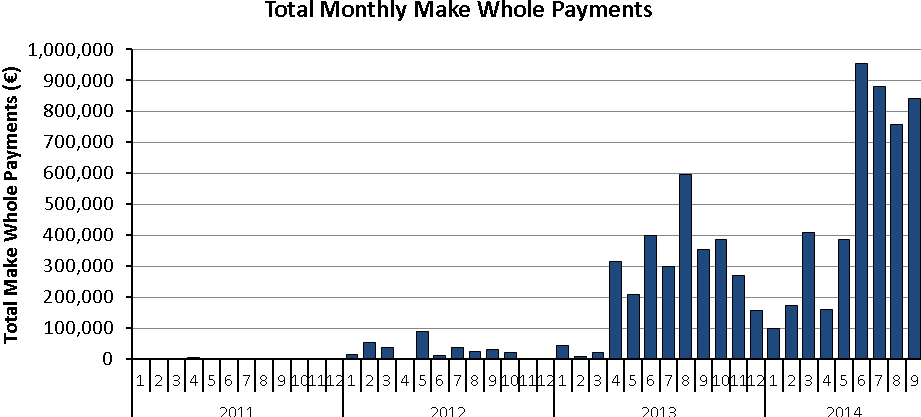 Total Monthly Make Whole Payments
Total Make Whole Payments (€)
1,000,000
900,000
800,000
700,000
600,000
500,000
400,000
300,000
200,000
100,000
0
1 2 3 4 5 6 7 8 9 10 11 12 1 2 3 4 5 6 7 8 9 10 11 12 1 2 3 4 5 6 7 8 9 10 11 12 1 2 3 4 5 6 7 8 9
2011 2012 2013 2014